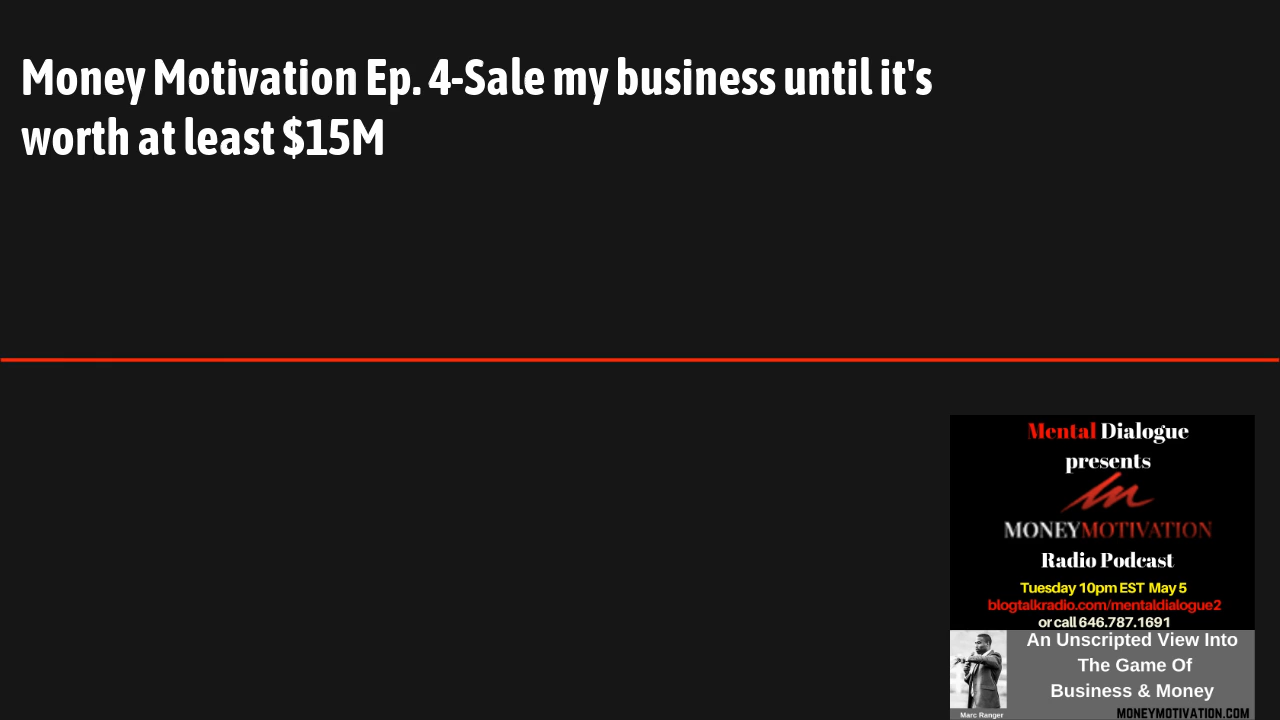 Money Motivation Ep. 4-Sale my business until it's
worth at least $15M
Mental Dialogue
presents
MONEYMOTIVATION
Radio Podcast
Tuesday 10pm EST May 5
blogtalkradio.com/mentaldialogue2
or call 646.787.1691
An Unscripted View Into
The Game Of
Business & Money
Marc Ranger
MONEYMOTIVATION.COM